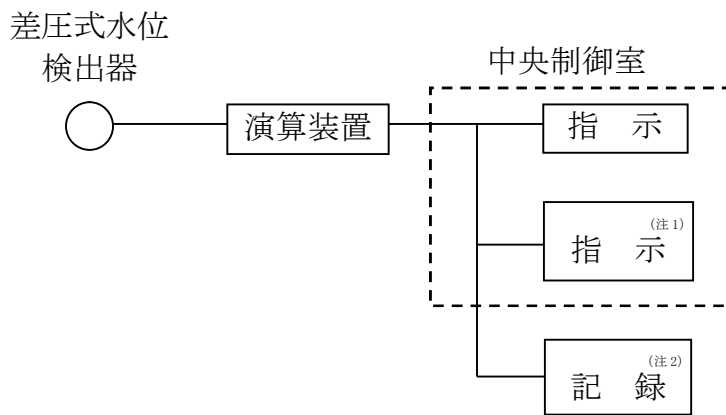 差圧式水位
検出器
中央制御室
演算装置
指 示
指 示(注1)
記 録(注2)